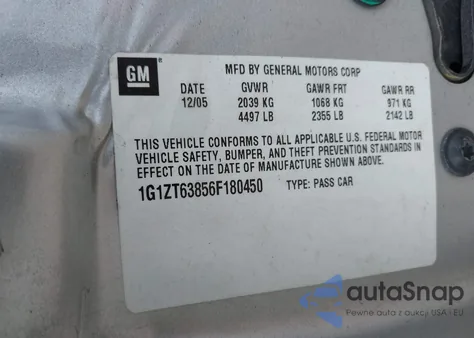 GM
MFD BY GENERAL MOTORS CORP
DATE GVWR GAWR FRT GAWR RR
12/05 2039 KG 1068 KG 971 KG
4497 LB 2355 LB 2142 LB
THIS VEHICLE CONFORMS TO ALL APPLICABLE U.S. FEDERAL MOTOR
VEHICLE SAFETY, BUMPER, AND THEFT PREVENTION STANDARDS IN
EFFECT ON THE DATE OF MANUFACTURE SHOWN ABOVE.
1G1ZT63856F180450 TYPE: PASS CAR
autoSnap
Pewne auta z aukcji USA i EU